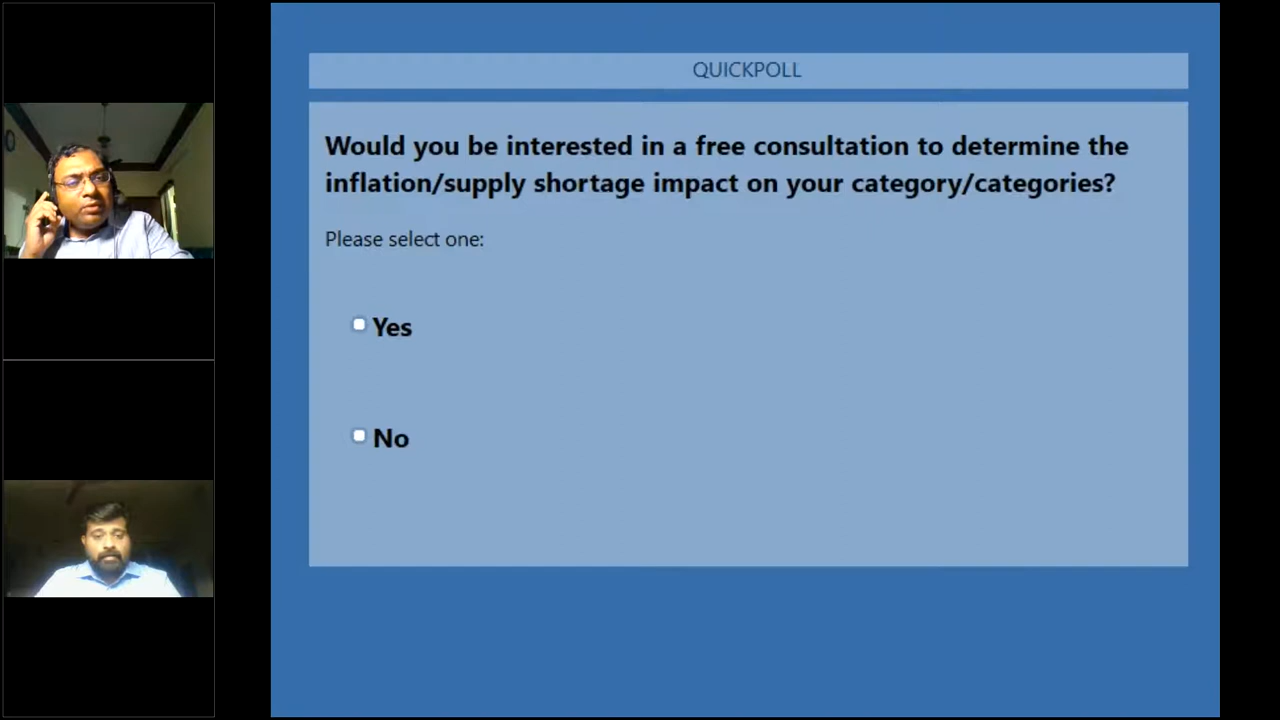 QUICKPOLL
Would you be interested in a free consultation to determine the
inflation/supply shortage impact on your category/categories?
Please select one:
Yes
No